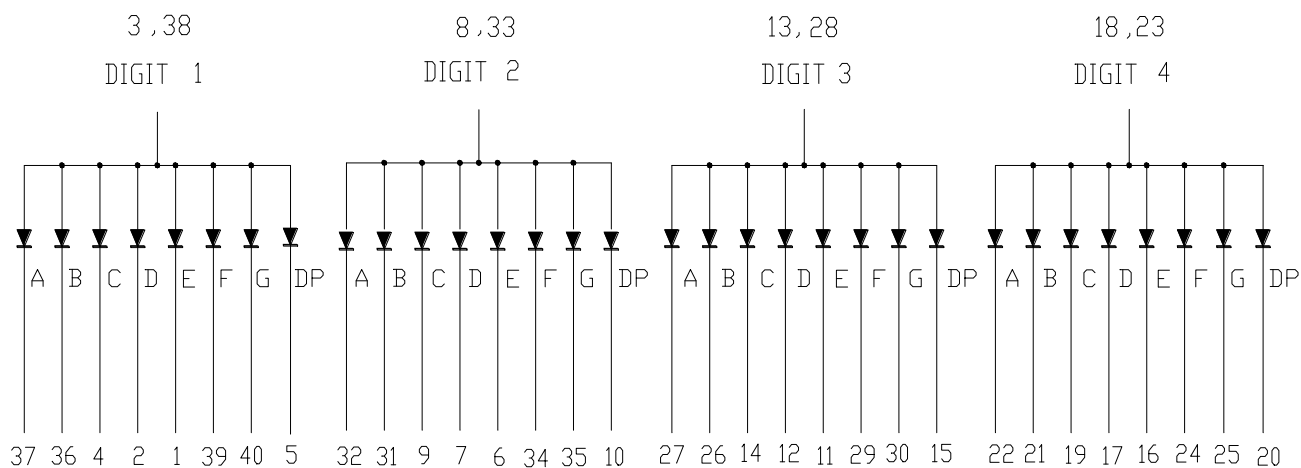 3,38 8,33 13,28 18,23
DIGIT 1 DIGIT 2 DIGIT 3 DIGIT 4
A B C D E F G DP A B C D E F G DP A B C D E F G DP A B C D E F G DP
37 36 4 2 1 39 40 5 32 31 9 7 6 34 35 10 27 26 14 12 11 29 30 15 22 21 19 17 16 24 25 20